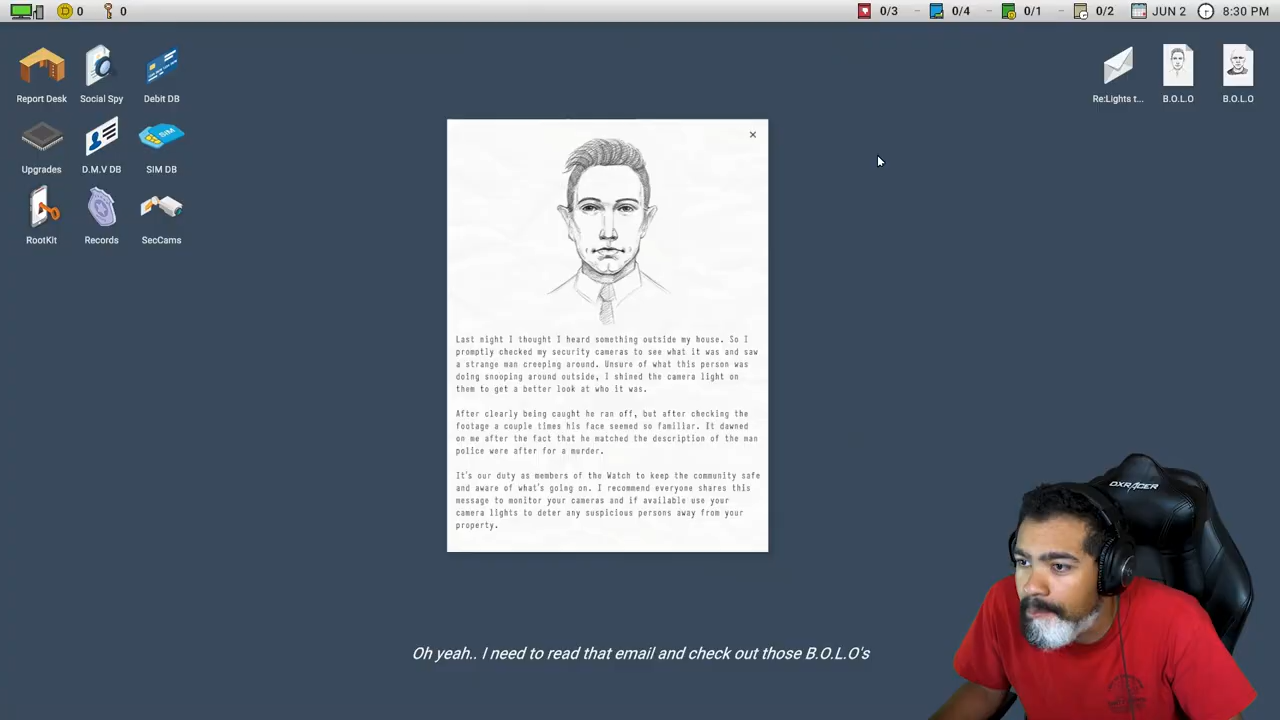 0
0
0/3
0/4
0/1
0/2
JUN 2
8:30 PM
Report Desk
Social Spy
Debit DB
Upgrades
D.M.V DB
SIM DB
SIM
RootKit
Records
SecCams
Re:Lights t...
B.O.L.O
B.O.L.O
Last night I thought I heard something outside my house. So I
promptly checked my security cameras to see what it was and saw
a strange man creeping around. Unsure of what this person was
doing snooping around outside, I shined the camera light on
them to get a better look at who it was.
After clearly being caught he ran off, but after checking the
footage a couple times his face seemed so familiar. It dawned
on me after the fact that he matched the description of the man
police were after for a murder.
It's our duty as members of the Watch to keep the community safe
and aware of what's going on. I recommend everyone shares this
message to monitor your cameras and if available use your
camera lights to deter any suspicious persons away from your
property.
DXRACER
Oh yeah.. I need to read that email and check out those B.O.L.O's